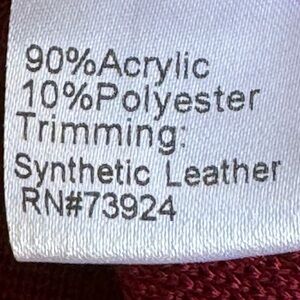 90%Acrylic
10%Polyester
Trimming:
Synthetic Leather
RN#73924